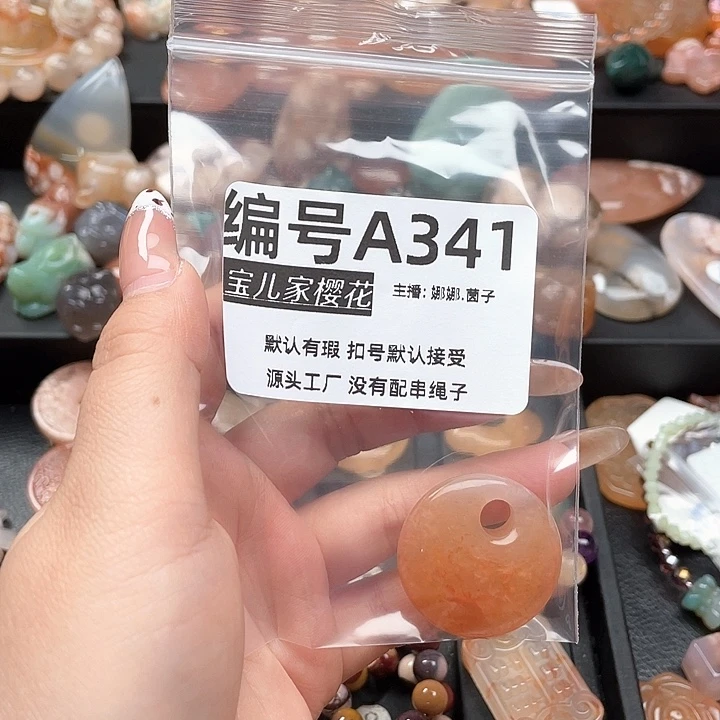 编号A341
宝儿家樱花 主播: 娜娜.茵子
默认有瑕 扣号默认接受
源头工厂 没有配串绳子